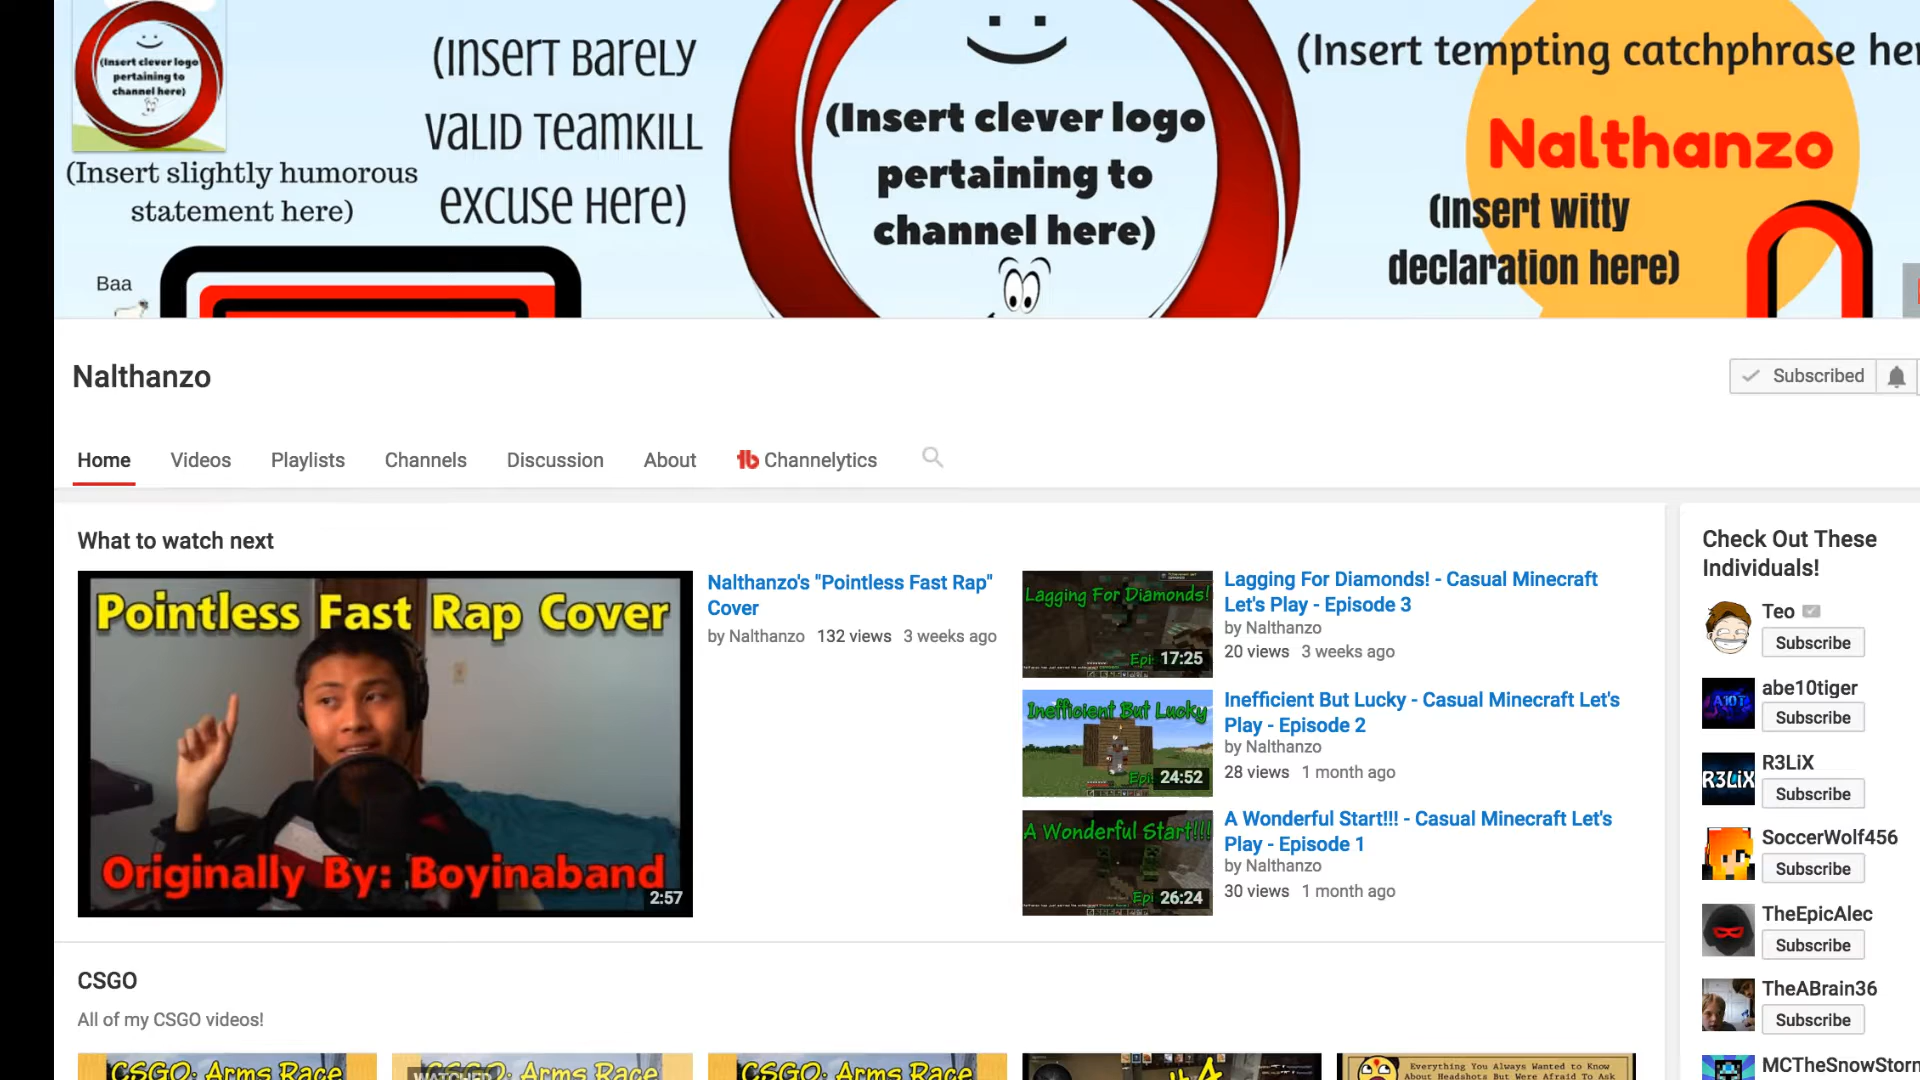 (Insert clever logo
pertaining to
channel here)
(Insert slightly humorous
statement here)
(Insert Barely
Valid Teamkill
Excuse Here)
Baa
(Insert clever logo
pertaining to
channel here)
(Insert tempting catchphrase her
Nalthanzo
(Insert witty
declaration here)
Nalthanzo
Subscribed
Home
Videos
Playlists
Channels
Discussion
About
Channelytics
What to watch next
Pointless Fast Rap Cover
Originally By: Boyinaband
2:57
Nalthanzo's "Pointless Fast Rap"
Cover
by Nalthanzo 132 views 3 weeks ago
Lagging For Diamonds!
Epi
17:25
Lagging For Diamonds! - Casual Minecraft
Let's Play - Episode 3
by Nalthanzo
20 views 3 weeks ago
Inefficient But Lucky
Epi
24:52
Inefficient But Lucky - Casual Minecraft Let's
Play - Episode 2
by Nalthanzo
28 views 1 month ago
A Wonderful Start!!!
Epi
26:24
A Wonderful Start!!! - Casual Minecraft Let's
Play - Episode 1
by Nalthanzo
30 views 1 month ago
Check Out These
Individuals!
Teo
Subscribe
A10T
abe10tiger
Subscribe
R3LiX
R3LiX
Subscribe
SoccerWolf456
Subscribe
TheEpicAlec
Subscribe
TheABrain36
Subscribe
MCTheSnowStorm
CSGO
All of my CSGO videos!
CSGO: Arms Race
WATCHED
CSGO: Arms Race
CSGO: Arms Race
#4
Everything You Always Wanted to Know
About Headshots But Were Afraid To Ask